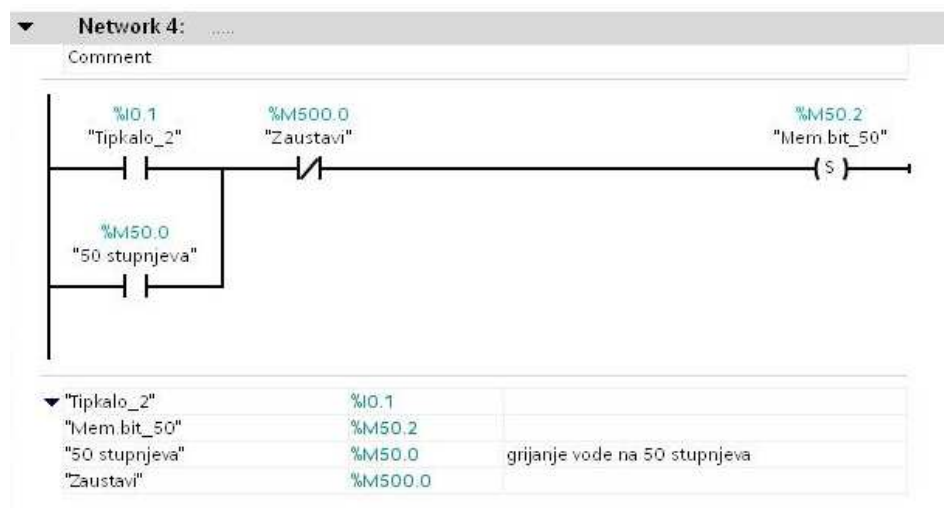 Network 4: .....
Comment
%I0.1 %M500.0 %M50.2
"Tipkalo_2" "Zaustavi" "Mem.bit_50"
S
%M50.0
"50 stupnjeva"
"Tipkalo_2" %I0.1
"Mem.bit_50" %M50.2
"50 stupnjeva" %M50.0 grijanje vode na 50 stupnjeva
"Zaustavi" %M500.0